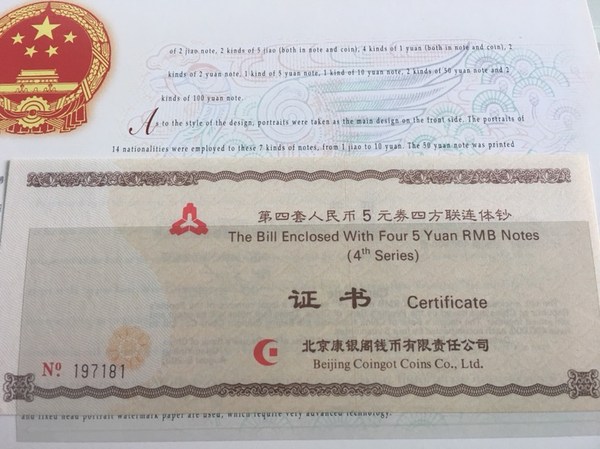 of 2 jiao note, 2 kinds of 5 jiao (both in note and coin), 4 kinds of 1 yuan (both in note and coin), 2
kinds of 2 yuan note, 1 kind of 5 yuan note, 1 kind of 10 yuan note, 2 kinds of 50 yuan note and 2
kinds of 100 yuan note.
As to the style of the design, portraits were taken as the main design on the front side. The portraits of
14 nationalities were employed to these 7 kinds of notes, from 1 jiao to 10 yuan. The 50 yuan note was printed
第四套人民币5元券四方联连体钞
The Bill Enclosed With Four 5 Yuan RMB Notes
(4th Series)
证书 Certificate
北京康银阁钱币有限责任公司
Beijing Coingot Coins Co., Ltd.
Nº 197181
and fixed head portrait watermark paper are used, which require very advanced technology.